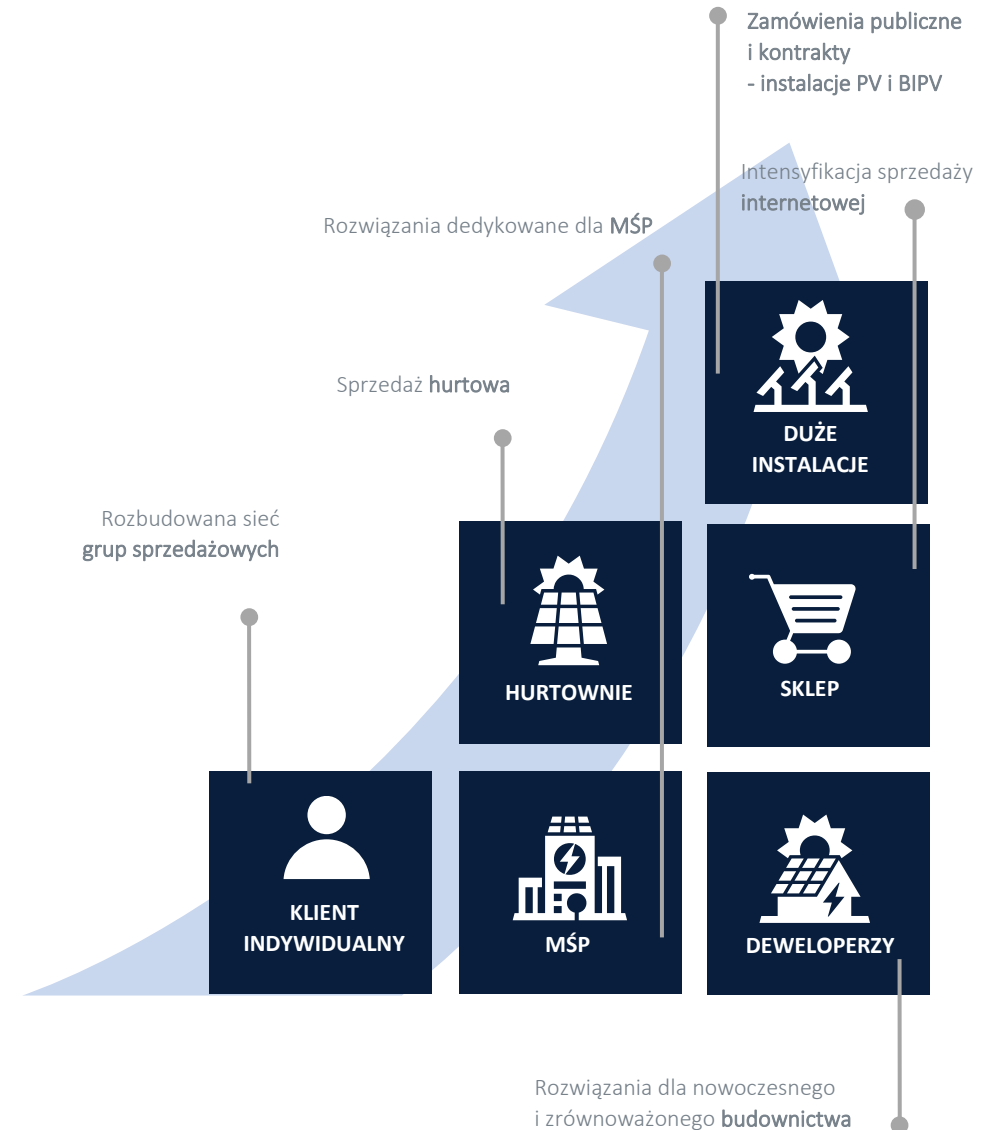 Zamówienia publiczne
i kontrakty
- instalacje PV i BIPV
Intensyfikacja sprzedaży
internetowej
Rozwiązania dedykowane dla MŚP
Sprzedaż hurtowa
DUŻE
INSTALACJE
Rozbudowana sieć
grup sprzedażowych
HURTOWNIE
SKLEP
KLIENT
INDYWIDUALNY
MŚP
DEWELOPERZY
Rozwiązania dla nowoczesnego
i zrównoważonego budownictwa